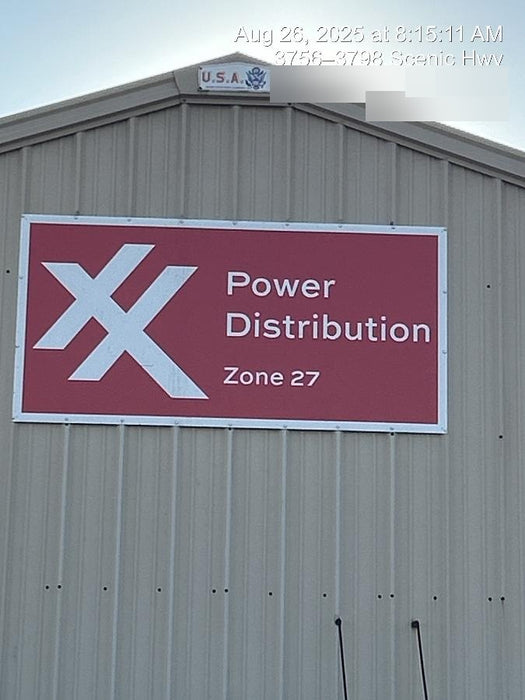 Aug 26, 2025 at 8:15:11 AM
3756–3798 Scenic Hwy
U.S.A.
Power
Distribution
Zone 27